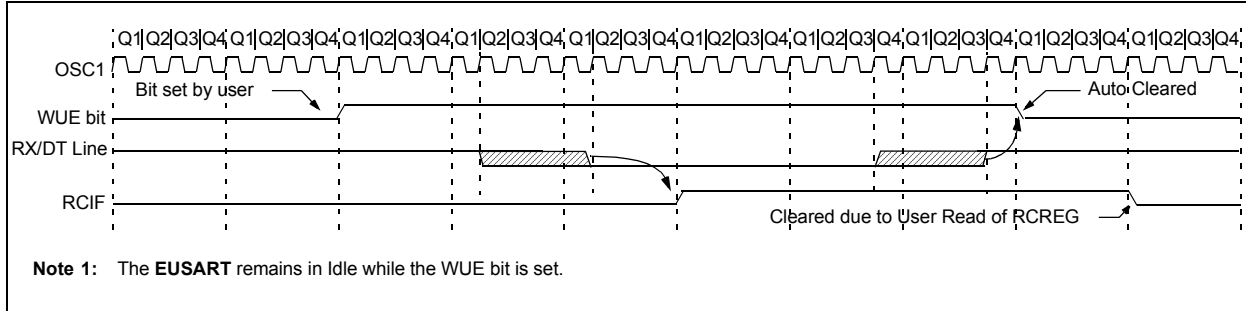 Q1 Q2 Q3 Q4 Q1 Q2 Q3 Q4 Q1 Q2 Q3 Q4 Q1 Q2 Q3 Q4 Q1 Q2 Q3 Q4 Q1 Q2 Q3 Q4 Q1 Q2 Q3 Q4 Q1 Q2 Q3 Q4 Q1 Q2 Q3 Q4 Q1 Q2 Q3 Q4
OSC1
Bit set by user
Auto Cleared
WUE bit
RX/DT Line
RCIF
Cleared due to User Read of RCREG
Note 1: The EUSART remains in Idle while the WUE bit is set.